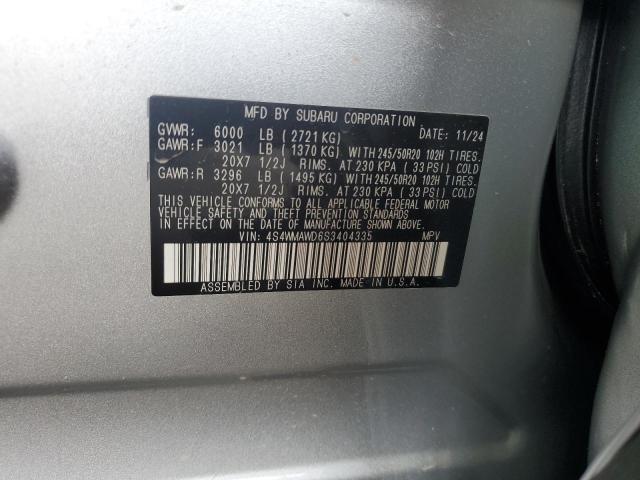 MFD BY SUBARU CORPORATION
GVWR: 6000 LB (2721KG) DATE: 11/24
GAWR:F 3021 LB (1370 KG) WITH 245/50R20 102H TIRES.
20X7 1/2J RIMS. AT 230 KPA (33 PSI) COLD
GAWR:R 3296 LB (1495 KG) WITH 245/50R20 102H TIRES.
20X7 1/2J RIMS. AT 230 KPA (33 PSI) COLD
THIS VEHICLE CONFORMS TO ALL APPLICABLE FEDERAL MOTOR
VEHICLE SAFETY AND THEFT PREVENTION STANDARDS
IN EFFECT ON THE DATE OF MANUFACTURE SHOWN ABOVE.
VIN: 4S4WMAWD6S3404335 MPV
ASSEMBLED BY SIA INC. MADE IN U.S.A.